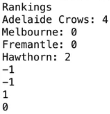 Rankings
Adelaide Crows: 4
Melbourne: 0
Fremantle: 0
Hawthorn: 2
-1
-1
1
0